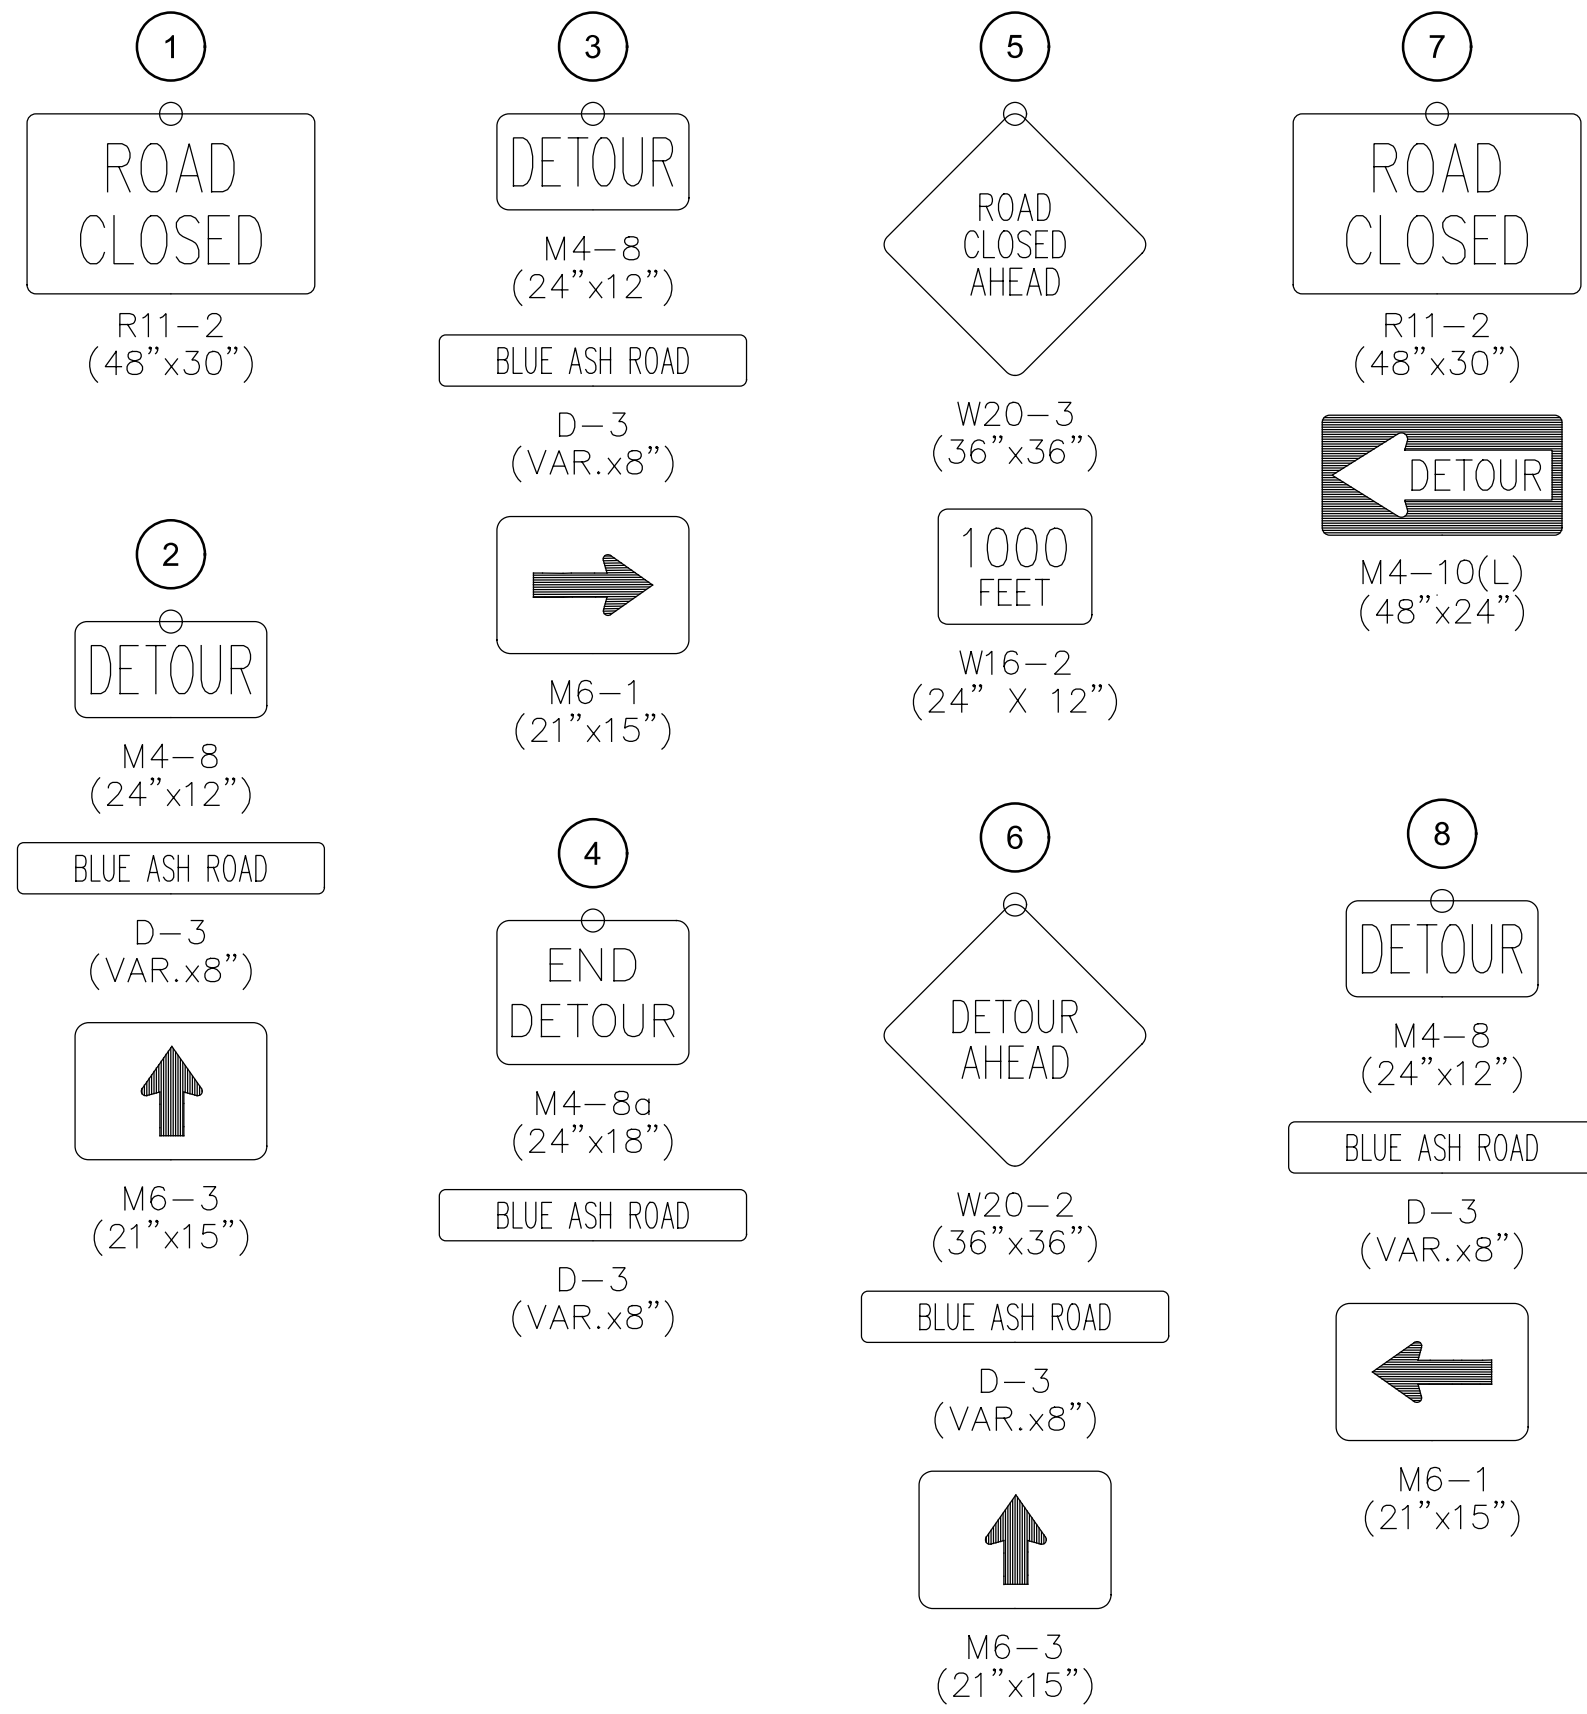 1
ROAD
CLOSED
R11-2
(48"x30")
2
DETOUR
M4-8
(24"x12")
BLUE ASH ROAD
D-3
(VAR.x8")
M6-3
(21"x15")
3
DETOUR
M4-8
(24"x12")
BLUE ASH ROAD
D-3
(VAR.x8")
M6-1
(21"x15")
4
END
DETOUR
M4-8a
(24"x18")
BLUE ASH ROAD
D-3
(VAR.x8")
5
ROAD
CLOSED
AHEAD
W20-3
(36"x36")
1000
FEET
W16-2
(24" X 12")
6
DETOUR
AHEAD
W20-2
(36"x36")
BLUE ASH ROAD
D-3
(VAR.x8")
M6-3
(21"x15")
7
ROAD
CLOSED
R11-2
(48"x30")
DETOUR
M4-10(L)
(48"x24")
8
DETOUR
M4-8
(24"x12")
BLUE ASH ROAD
D-3
(VAR.x8")
M6-1
(21"x15")